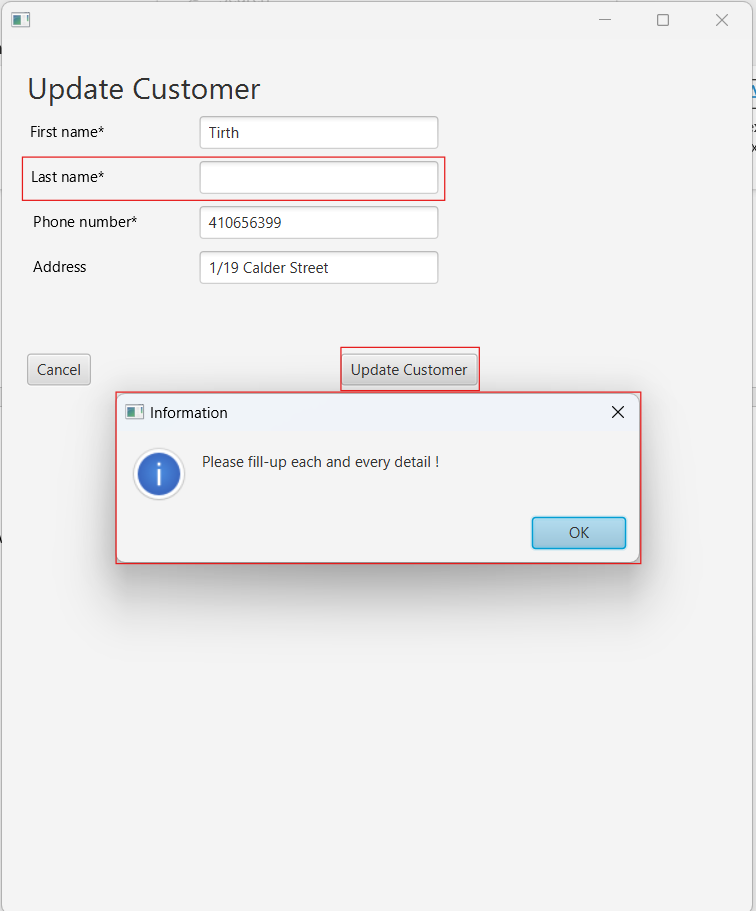 Update Customer
First name* Tirth
Last name*
Phone number* 410656399
Address 1/19 Calder Street
Cancel Update Customer
Information
Please fill-up each and every detail !
OK